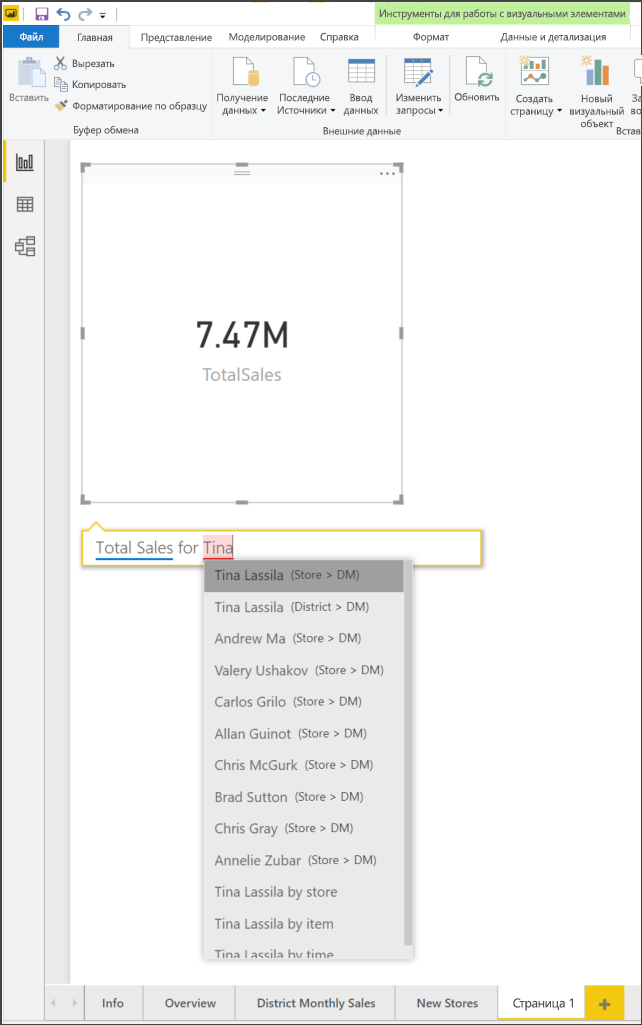 Инструменты для работы с визуальными элементами
Файл Главная Представление Моделирование Справка Формат Данные и детализация
Вставить
Вырезать
Копировать
Форматирование по образцу
Буфер обмена
Получение
данных
Последние
Источники
Ввод
данных
Изменить
запросы
Обновить
Внешние данные
Создать
страницу
Новый
визуальный
объект
7.47M
TotalSales
Total Sales for Tina
Tina Lassila (Store > DM)
Tina Lassila (District > DM)
Andrew Ma (Store > DM)
Valery Ushakov (Store > DM)
Carlos Grilo (Store > DM)
Allan Guinot (Store > DM)
Chris McGurk (Store > DM)
Brad Sutton (Store > DM)
Chris Gray (Store > DM)
Annelie Zubar (Store > DM)
Tina Lassila by store
Tina Lassila by item
Tina Lassila by time
Info Overview District Monthly Sales New Stores Страница 1